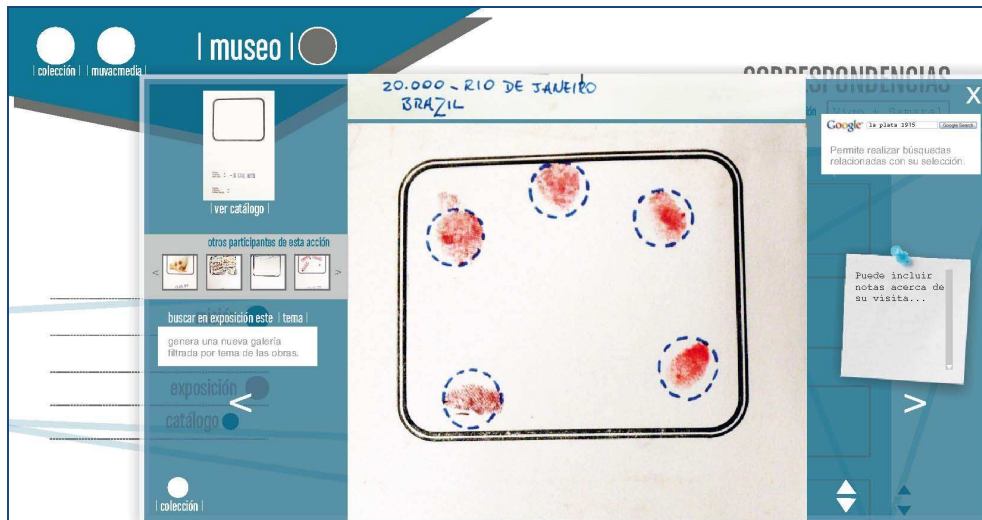 | museo |
| colección | | muvacmedia |
CORRESPONDENCIAS
20.000 - RIO DE JANEIRO
BRAZIL
X
| ver catálogo |
otros participantes de esta acción
< >
buscar en exposición este | tema |
genera una nueva galería
filtrada por tema de las obras.
exposición
catálogo
<
| colección |
Google la plata 1975 Google Search
Permite realizar búsquedas
relacionadas con su selección.
Puede incluir
notas acerca de
su visita...
>